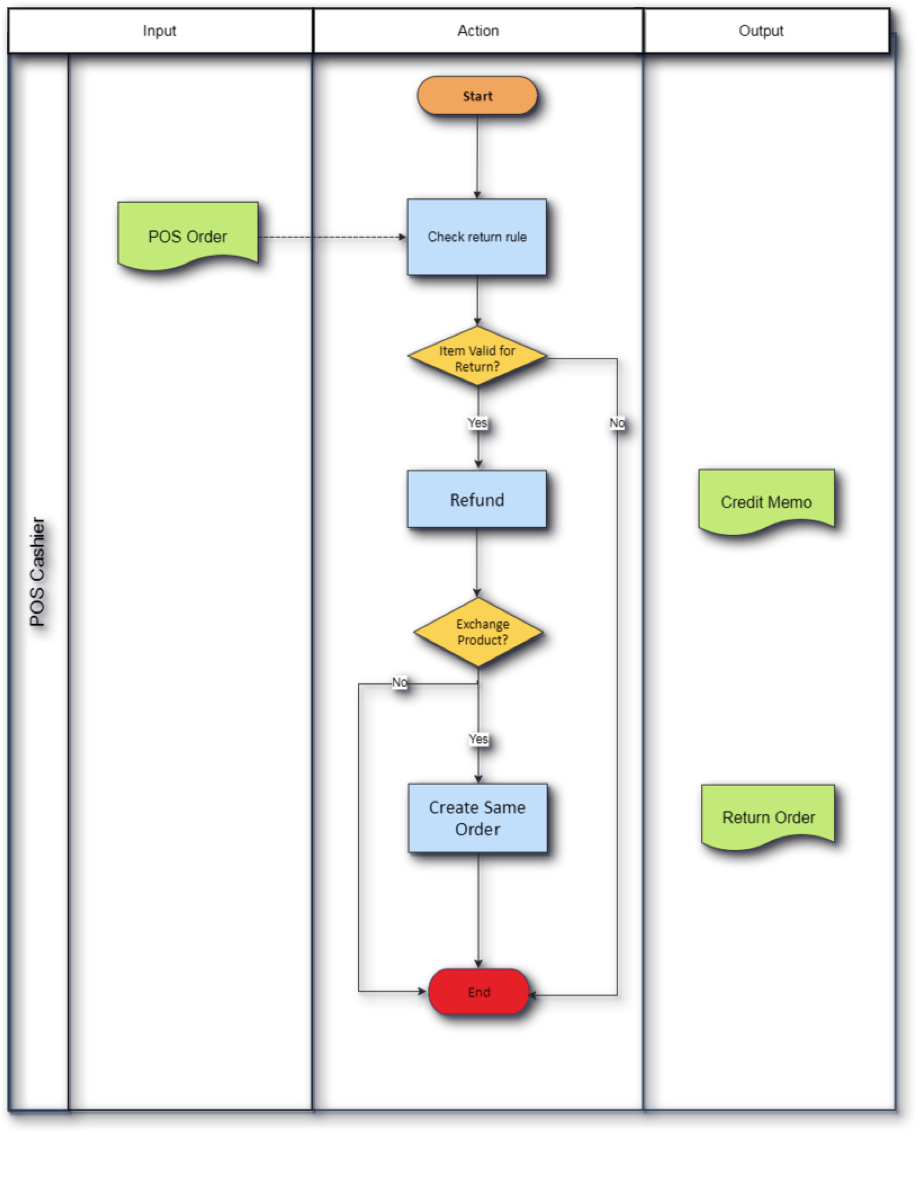 Input
Action
Output
Start
POS Order
Check return rule
Item Valid for
Return?
Yes
No
Refund
Credit Memo
POS Cashier
Exchange
Product?
No
Yes
Create Same
Order
Return Order
End